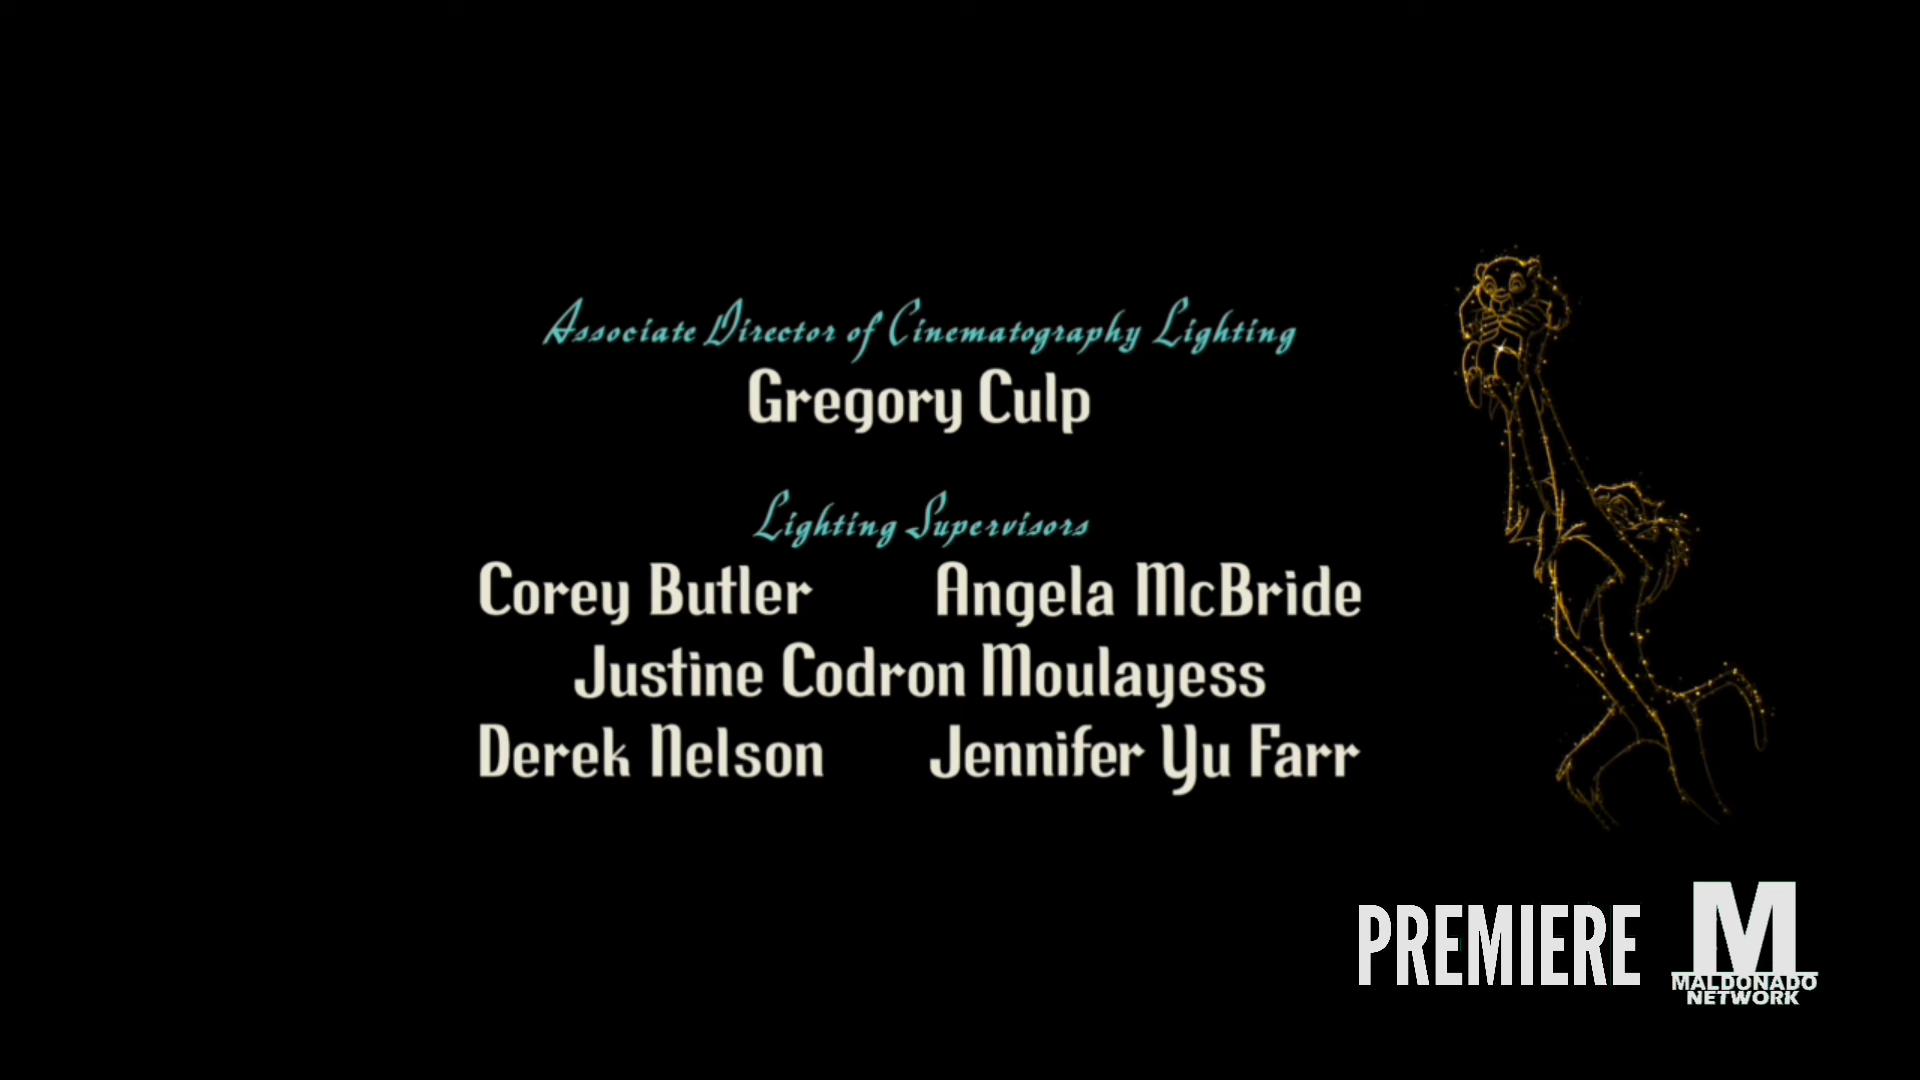 Associate Director of Cinematography Lighting
Gregory Culp
Lighting Supervisors
Corey Butler Angela McBride
Justine Codron Moulayess
Derek Nelson Jennifer Yu Farr
PREMIERE
M
MALDONADO
NETWORK